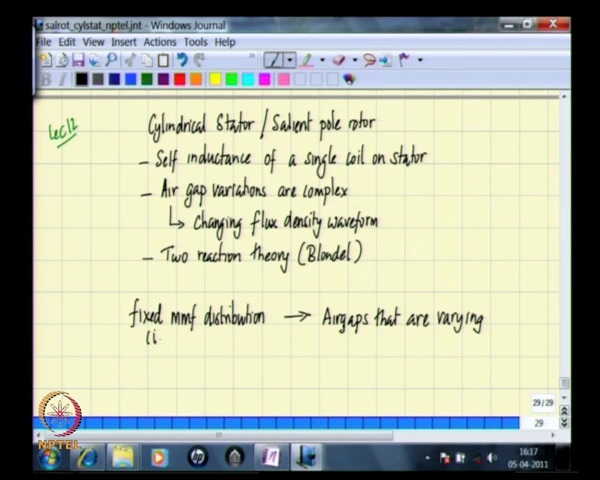 salrot_cylstat_nptel.jnt - Windows Journal
File Edit View Insert Actions Tools Help
Lec 12
Cylindrical Stator / Salient pole rotor
- Self inductance of a single coil on stator
- Air gap variations are complex
↳ Changing flux density waveform
- Two reaction theory (Blondel)
fixed mmf distribution → Airgaps that are varying
(i.
29/29
29
NPTEL
16:17
05-04-2011